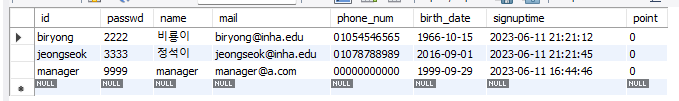 id passwd name mail phone_num birth_date signuptime point
biryong 2222 비룡이 biryong@inha.edu 01054546565 1966-10-15 2023-06-11 21:21:12 0
jeongseok 3333 정석이 jeongseok@inha.edu 01078788989 2016-09-01 2023-06-11 21:21:45 0
manager 9999 manager manager@a.com 00000000000 1999-09-29 2023-06-11 16:44:46 0
NULL NULL NULL NULL NULL NULL NULL NULL